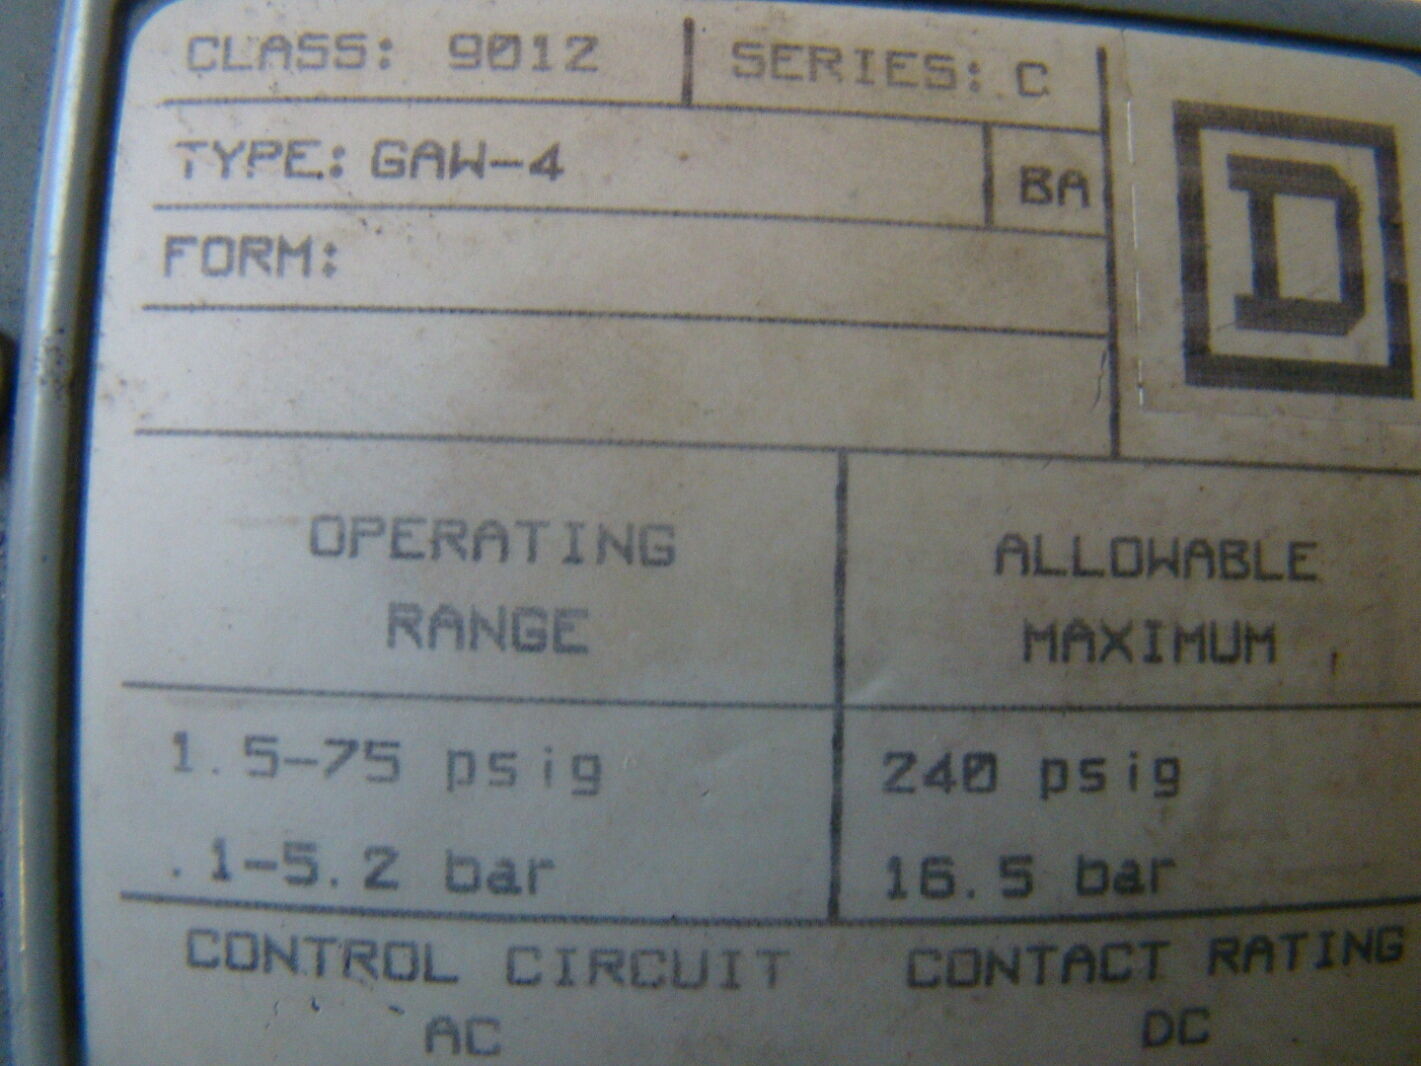 CLASS: 9012 SERIES: C
TYPE: GAW-4 BA
FORM:
D
OPERATING RANGE
ALLOWABLE MAXIMUM
1.5-75 psig 240 psig
.1-5.2 bar 16.5 bar
CONTROL CIRCUIT CONTACT RATING
AC DC